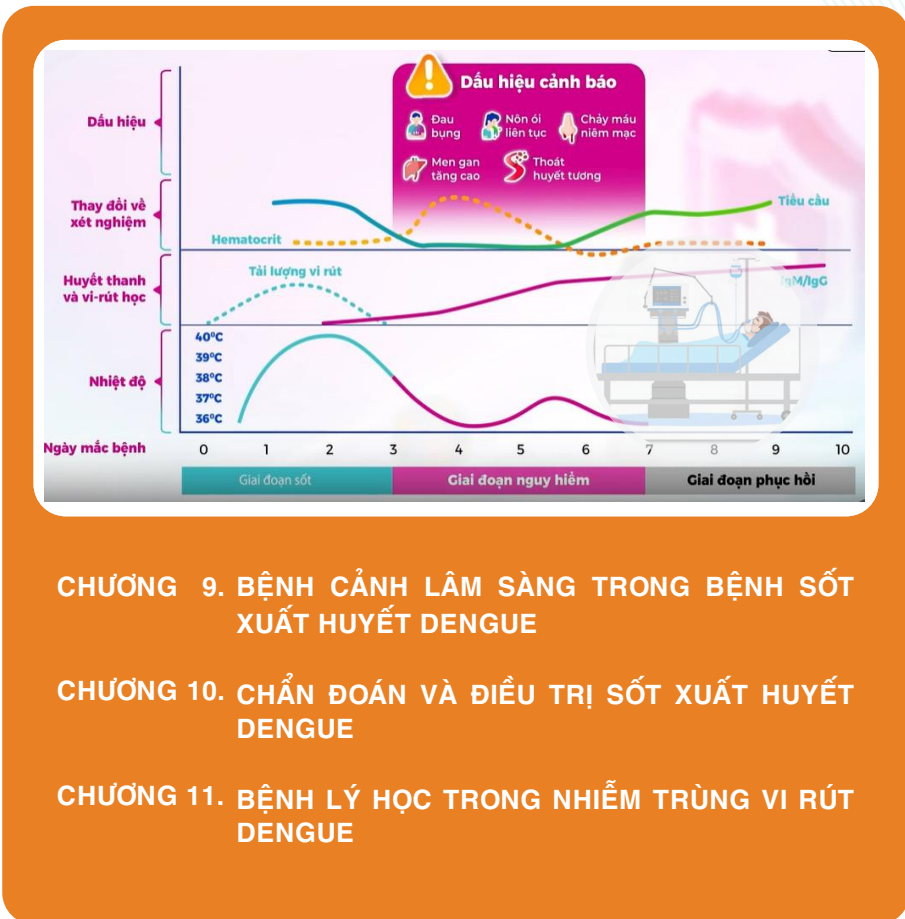 Dấu hiệu cảnh báo
Dấu hiệu
Đau
bụng
Nôn ói
liên tục
Chảy máu
niêm mạc
Men gan
tăng cao
Thoát
huyết tương
Thay đổi về
xét nghiệm
Tiểu cầu
Hematocrit
Huyết thanh
và vi-rút học
Tải lượng vi rút
IgM/IgG
Nhiệt độ
40°C
39°C
38°C
37°C
36°C
Ngày mắc bệnh 0 1 2 3 4 5 6 7 8 9 10
Giai đoạn sốt Giai đoạn nguy hiểm Giai đoạn phục hồi
CHƯƠNG 9. BỆNH CẢNH LÂM SÀNG TRONG BỆNH SỐT
XUẤT HUYẾT DENGUE
CHƯƠNG 10. CHẨN ĐOÁN VÀ ĐIỀU TRỊ SỐT XUẤT HUYẾT
DENGUE
CHƯƠNG 11. BỆNH LÝ HỌC TRONG NHIỄM TRÙNG VI RÚT
DENGUE